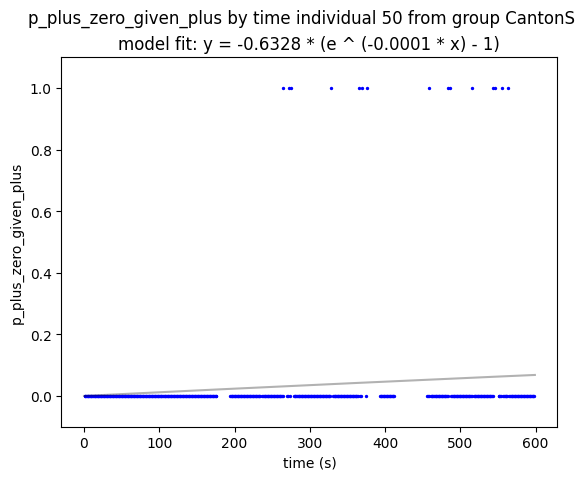 p_plus_zero_given_plus by time individual 50 from group CantonS
model fit: y = -0.6328 * (e ^ (-0.0001 * x) - 1)
1.0
0.8
0.6
0.4
0.2
0.0
p_plus_zero_given_plus
0 100 200 300 400 500 600
time (s)